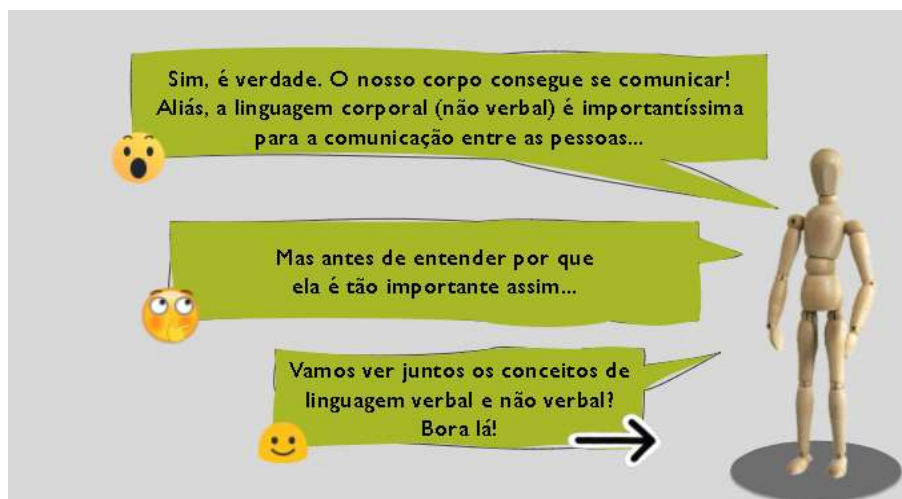 Sim, é verdade. O nosso corpo consegue se comunicar!
Aliás, a linguagem corporal (não verbal) é importantíssima
para a comunicação entre as pessoas...
Mas antes de entender por que
ela é tão importante assim...
Vamos ver juntos os conceitos de
linguagem verbal e não verbal?
Bora lá!